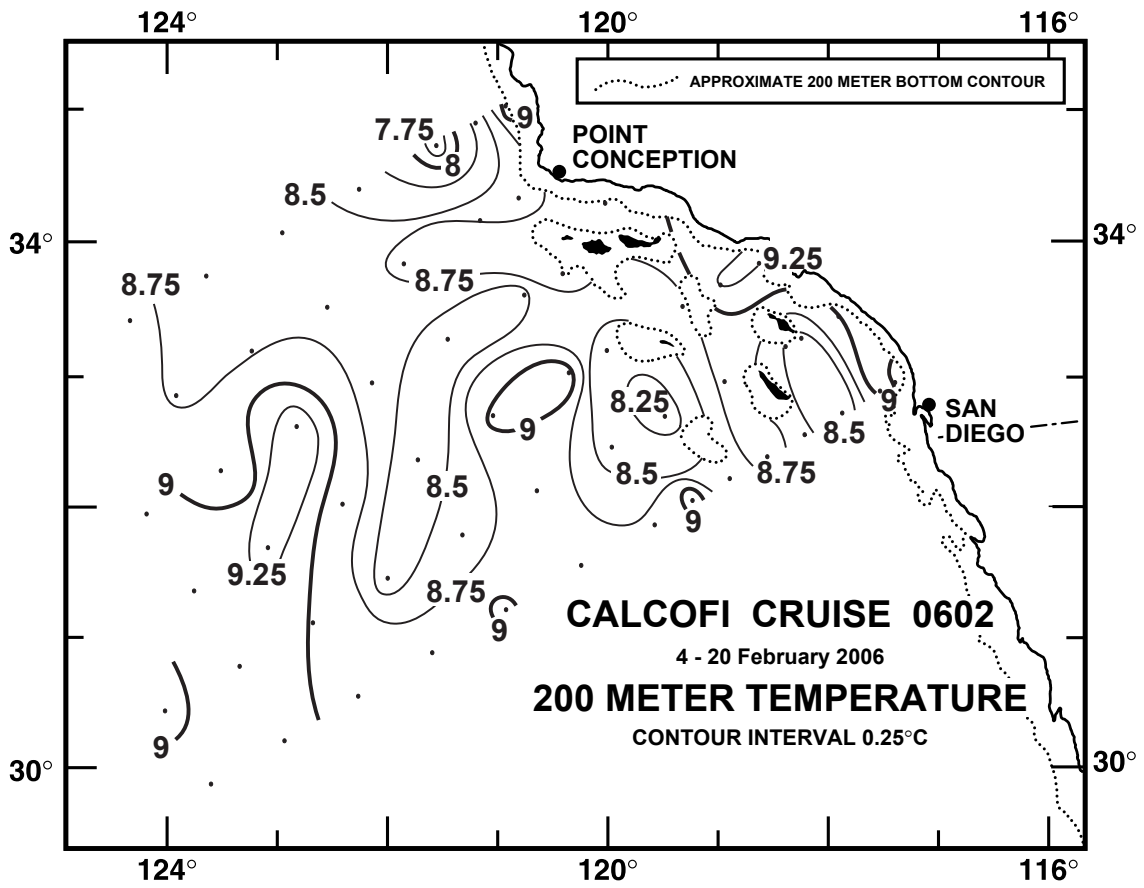 124° 120° 116°
APPROXIMATE 200 METER BOTTOM CONTOUR
9
7.75
POINT
CONCEPTION
8
8.5
34° 34°
9.25
8.75
8.75
8.25
9
SAN
DIEGO
9
8.5
8.5
8.75
9
8.5
9
9.25
8.75
9
CALCOFI CRUISE 0602
4 - 20 February 2006
200 METER TEMPERATURE
CONTOUR INTERVAL 0.25°C
9
30° 30°
124° 120° 116°